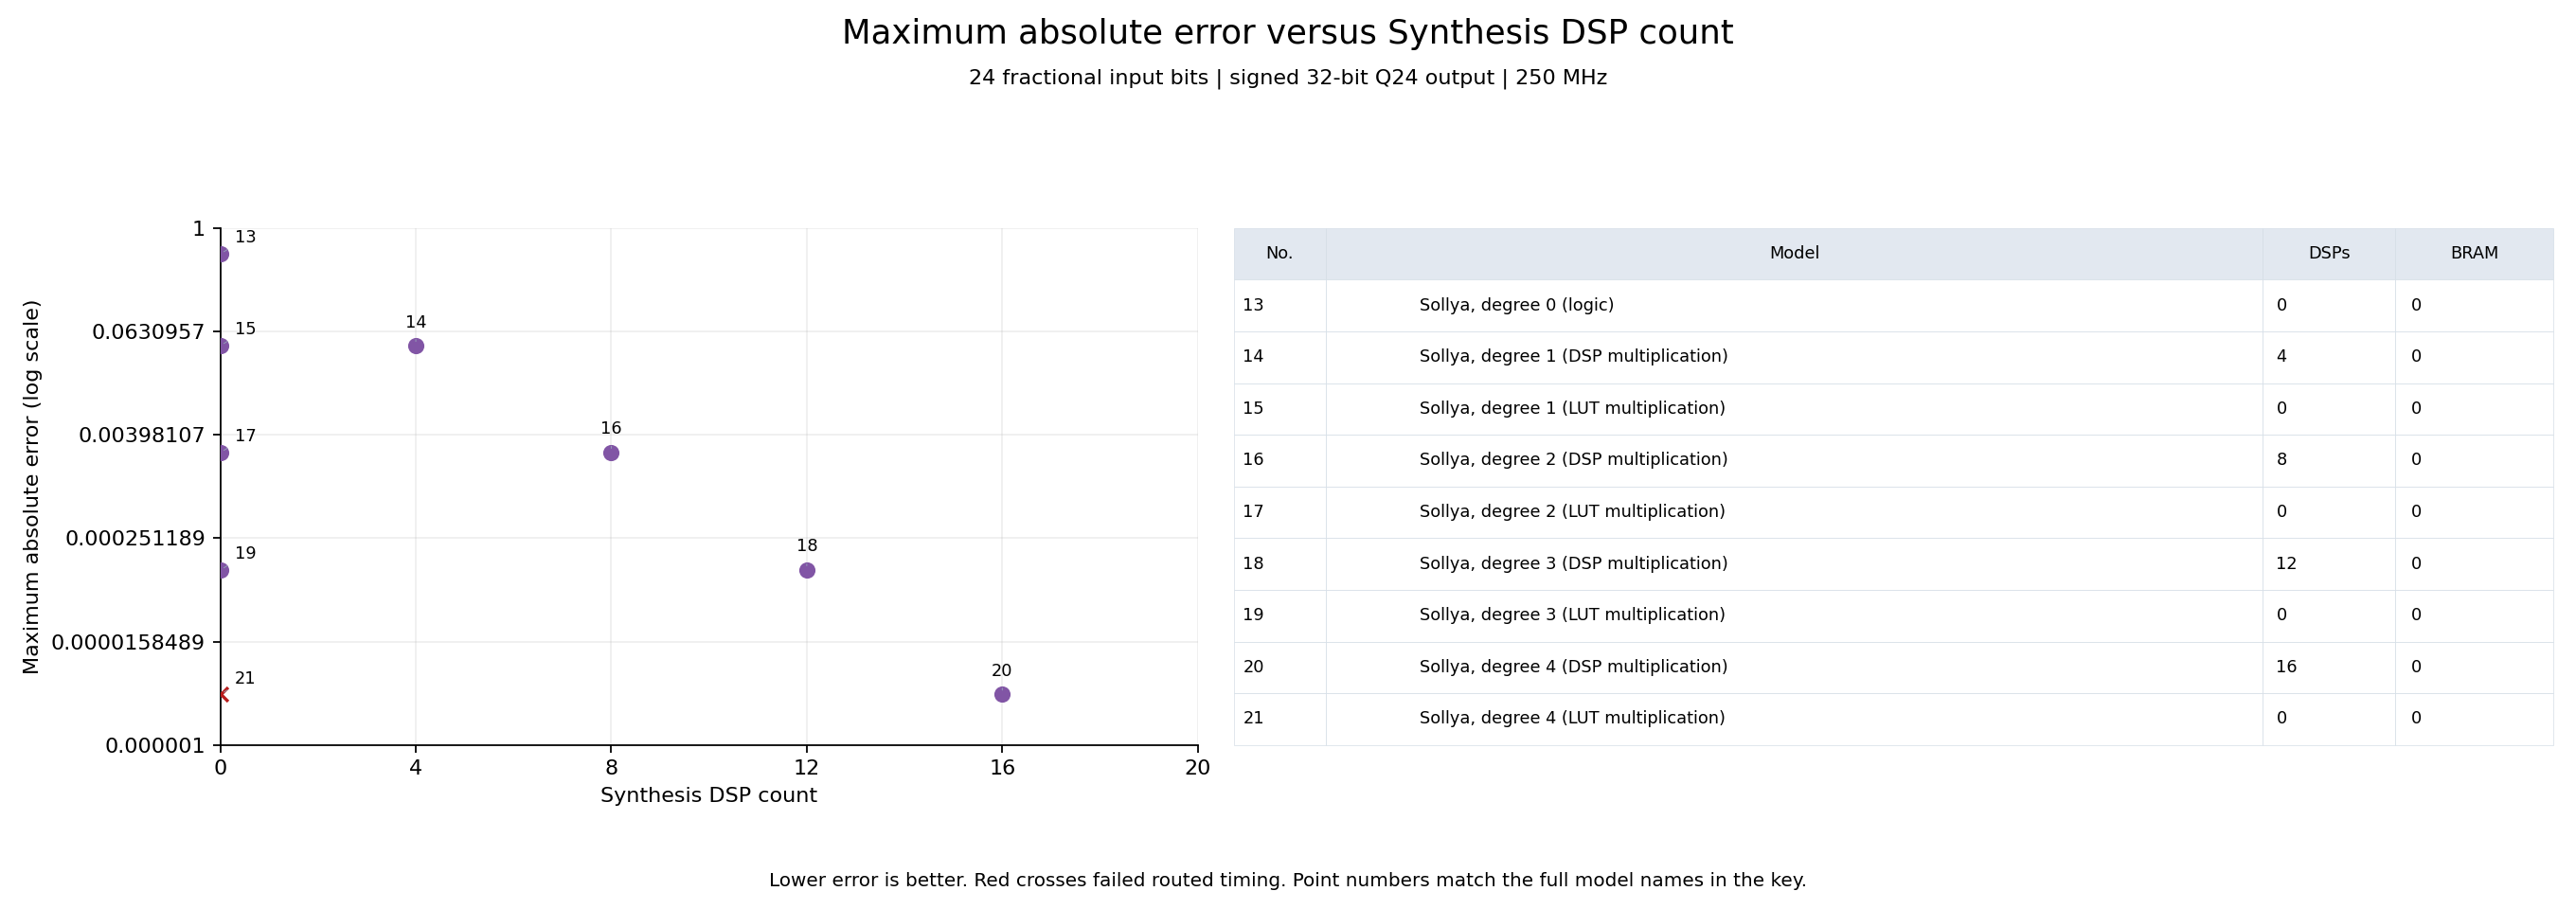 Maximum absolute error versus Synthesis DSP count
24 fractional input bits | signed 32-bit Q24 output | 250 MHz
Maximum absolute error (log scale)
1
0.0630957
0.00398107
0.000251189
0.0000158489
0.000001
13
15
14
17
16
19
18
21
20
0 4 8 12 16 20
Synthesis DSP count
No. Model DSPs BRAM
13 Sollya, degree 0 (logic) 0 0
14 Sollya, degree 1 (DSP multiplication) 4 0
15 Sollya, degree 1 (LUT multiplication) 0 0
16 Sollya, degree 2 (DSP multiplication) 8 0
17 Sollya, degree 2 (LUT multiplication) 0 0
18 Sollya, degree 3 (DSP multiplication) 12 0
19 Sollya, degree 3 (LUT multiplication) 0 0
20 Sollya, degree 4 (DSP multiplication) 16 0
21 Sollya, degree 4 (LUT multiplication) 0 0
Lower error is better. Red crosses failed routed timing. Point numbers match the full model names in the key.